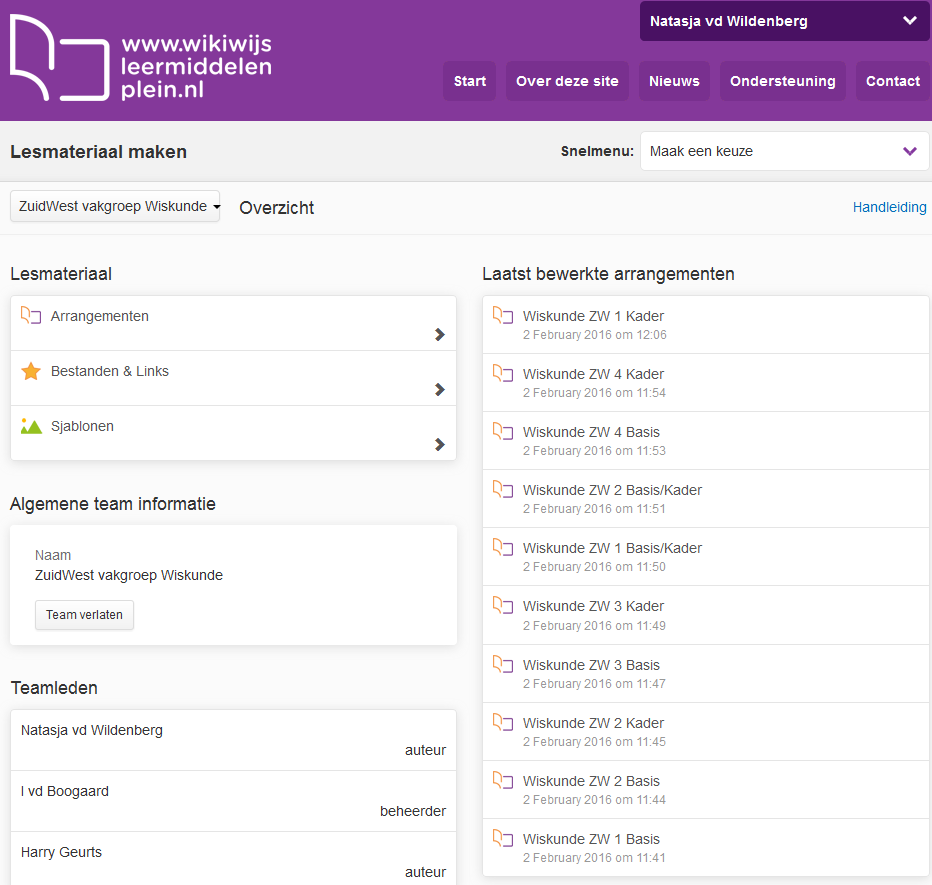 www.wikiwijs
leermiddelen
plein.nl
Natasja vd Wildenberg
Start
Over deze site
Nieuws
Ondersteuning
Contact
Lesmateriaal maken
Snelmenu:
Maak een keuze
ZuidWest vakgroep Wiskunde
Overzicht
Handleiding
Lesmateriaal
Arrangementen
Bestanden & Links
Sjablonen
Algemene team informatie
Naam
ZuidWest vakgroep Wiskunde
Team verlaten
Teamleden
Natasja vd Wildenberg
auteur
I vd Boogaard
beheerder
Harry Geurts
auteur
Laatst bewerkte arrangementen
Wiskunde ZW 1 Kader
2 February 2016 om 12:06
Wiskunde ZW 4 Kader
2 February 2016 om 11:54
Wiskunde ZW 4 Basis
2 February 2016 om 11:53
Wiskunde ZW 2 Basis/Kader
2 February 2016 om 11:51
Wiskunde ZW 1 Basis/Kader
2 February 2016 om 11:50
Wiskunde ZW 3 Kader
2 February 2016 om 11:49
Wiskunde ZW 3 Basis
2 February 2016 om 11:47
Wiskunde ZW 2 Kader
2 February 2016 om 11:45
Wiskunde ZW 2 Basis
2 February 2016 om 11:44
Wiskunde ZW 1 Basis
2 February 2016 om 11:41